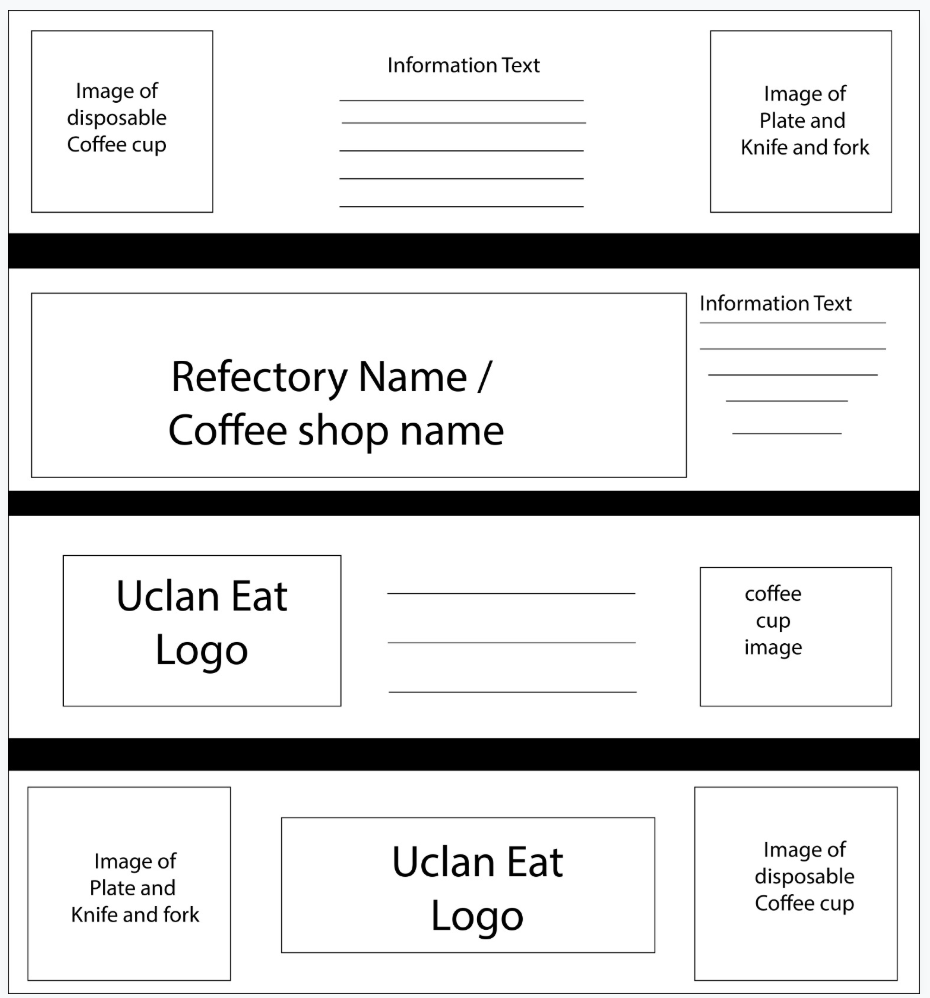 Image of
disposable
Coffee cup
Information Text
Image of
Plate and
Knife and fork
Refectory Name /
Coffee shop name
Information Text
Uclan Eat
Logo
coffee
cup
image
Image of
Plate and
Knife and fork
Uclan Eat
Logo
Image of
disposable
Coffee cup